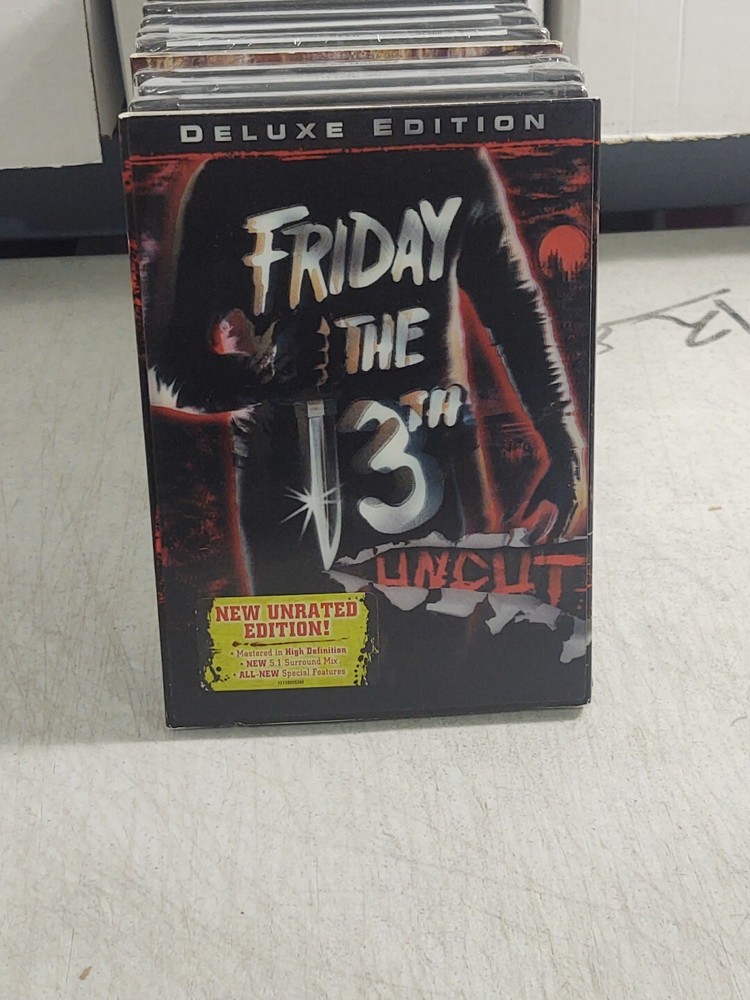 DELUXE EDITION
FRIDAY
THE
13TH
UNCUT
NEW UNRATED
EDITION!
• Mastered in High Definition
• NEW 5.1 Surround Mix
• ALL-NEW Special Features